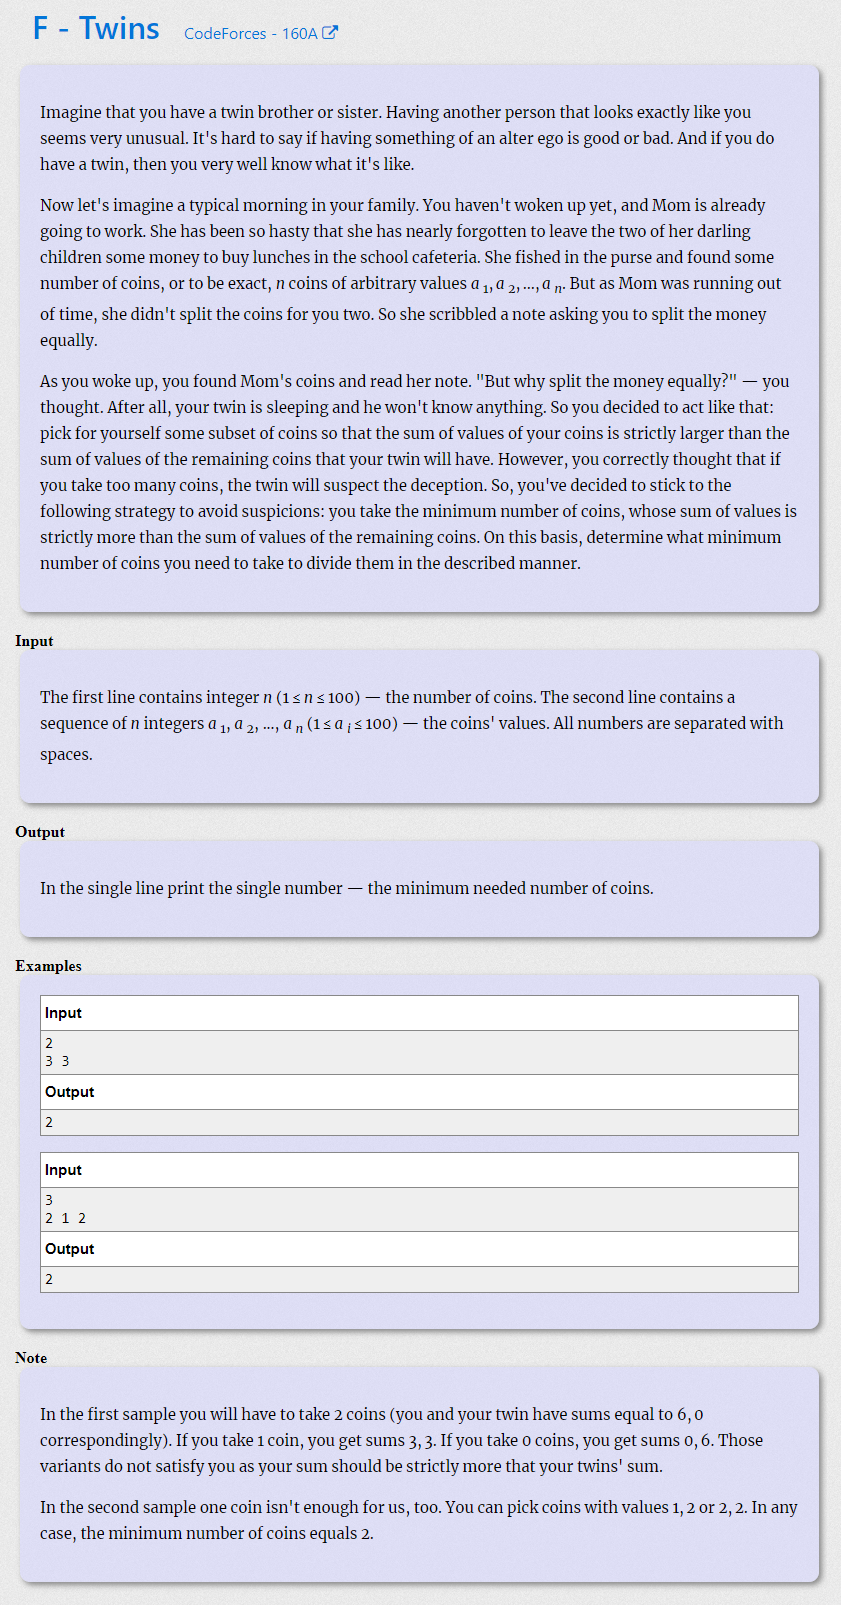 F - Twins CodeForces - 160A
Imagine that you have a twin brother or sister. Having another person that looks exactly like you
seems very unusual. It's hard to say if having something of an alter ego is good or bad. And if you do
have a twin, then you very well know what it's like.
Now let's imagine a typical morning in your family. You haven't woken up yet, and Mom is already
going to work. She has been so hasty that she has nearly forgotten to leave the two of her darling
children some money to buy lunches in the school cafeteria. She fished in the purse and found some
number of coins, or to be exact, n coins of arbitrary values a 1, a 2, ..., a n. But as Mom was running out
of time, she didn't split the coins for you two. So she scribbled a note asking you to split the money
equally.
As you woke up, you found Mom's coins and read her note. "But why split the money equally?" — you
thought. After all, your twin is sleeping and he won't know anything. So you decided to act like that:
pick for yourself some subset of coins so that the sum of values of your coins is strictly larger than the
sum of values of the remaining coins that your twin will have. However, you correctly thought that if
you take too many coins, the twin will suspect the deception. So, you've decided to stick to the
following strategy to avoid suspicions: you take the minimum number of coins, whose sum of values is
strictly more than the sum of values of the remaining coins. On this basis, determine what minimum
number of coins you need to take to divide them in the described manner.
Input
The first line contains integer n (1 ≤ n ≤ 100) — the number of coins. The second line contains a
sequence of n integers a 1, a 2, ..., a n (1 ≤ a i ≤ 100) — the coins' values. All numbers are separated with
spaces.
Output
In the single line print the single number — the minimum needed number of coins.
Examples
Input
2
3 3
Output
2
Input
3
2 1 2
Output
2
Note
In the first sample you will have to take 2 coins (you and your twin have sums equal to 6, 0
correspondingly). If you take 1 coin, you get sums 3, 3. If you take 0 coins, you get sums 0, 6. Those
variants do not satisfy you as your sum should be strictly more that your twins' sum.
In the second sample one coin isn't enough for us, too. You can pick coins with values 1, 2 or 2, 2. In any
case, the minimum number of coins equals 2.